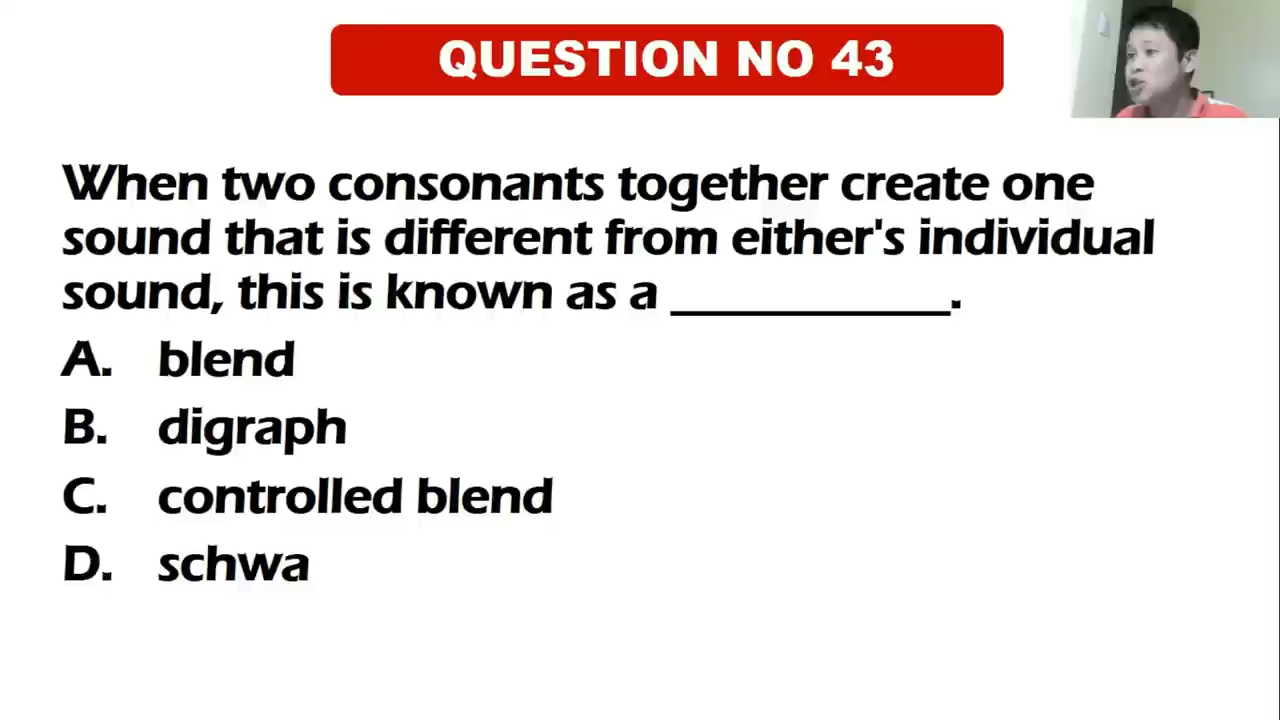 QUESTION NO 43
When two consonants together create one
sound that is different from either's individual
sound, this is known as a ___________.
A. blend
B. digraph
C. controlled blend
D. schwa